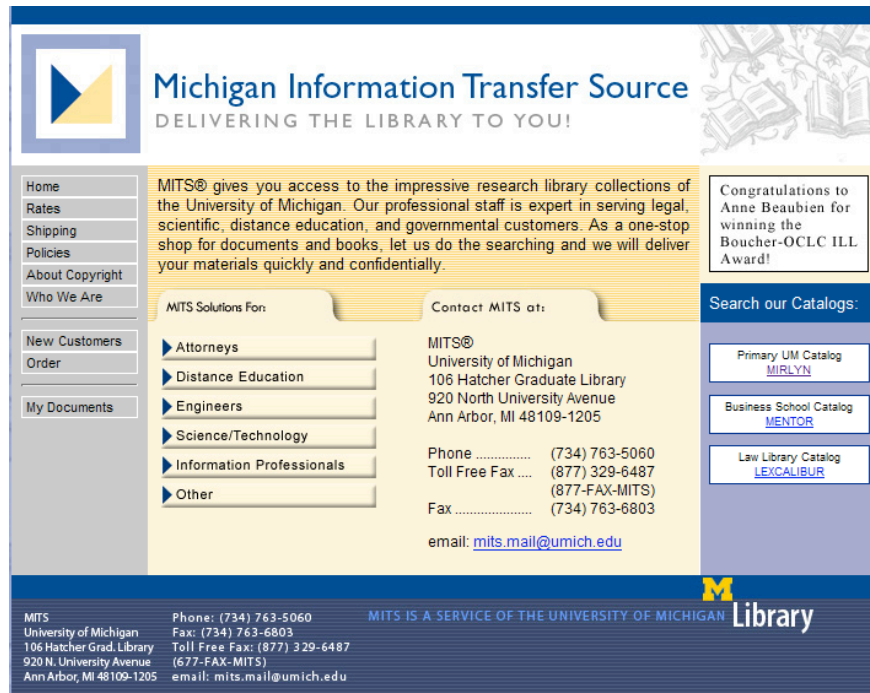 Michigan Information Transfer Source
DELIVERING THE LIBRARY TO YOU!
Home
Rates
Shipping
Policies
About Copyright
Who We Are
New Customers
Order
My Documents
MITS® gives you access to the impressive research library collections of
the University of Michigan. Our professional staff is expert in serving legal,
scientific, distance education, and governmental customers. As a one-stop
shop for documents and books, let us do the searching and we will deliver
your materials quickly and confidentially.
MITS Solutions For:
Attorneys
Distance Education
Engineers
Science/Technology
Information Professionals
Other
Contact MITS at:
MITS®
University of Michigan
106 Hatcher Graduate Library
920 North University Avenue
Ann Arbor, MI 48109-1205
Phone .............. (734) 763-5060
Toll Free Fax .... (877) 329-6487
(877-FAX-MITS)
Fax ..................... (734) 763-6803
email: mits.mail@umich.edu
Congratulations to
Anne Beaubien for
winning the
Boucher-OCLC ILL
Award!
Search our Catalogs:
Primary UM Catalog
MIRLYN
Business School Catalog
MENTOR
Law Library Catalog
LEXCALIBUR
MITS
University of Michigan
106 Hatcher Grad. Library
920 N. University Avenue
Ann Arbor, MI 48109-1205
Phone: (734) 763-5060
Fax: (734) 763-6803
Toll Free Fax: (877) 329-6487
(677-FAX-MITS)
email: mits.mail@umich.edu
MITS IS A SERVICE OF THE UNIVERSITY OF MICHIGAN
M
Library